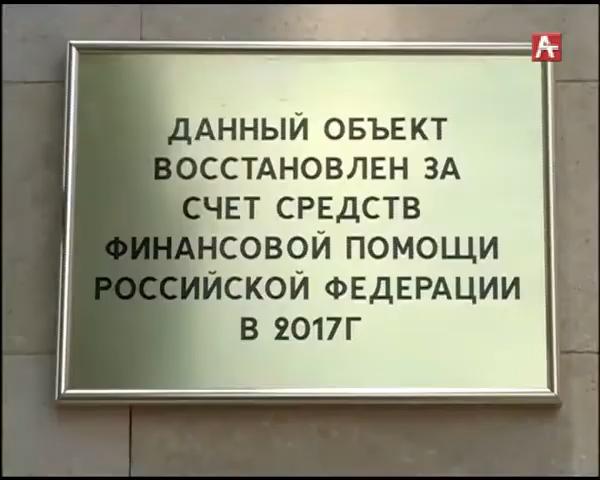 ДАННЫЙ ОБЪЕКТ
ВОССТАНОВЛЕН ЗА
СЧЕТ СРЕДСТВ
ФИНАНСОВОЙ ПОМОЩИ
РОССИЙСКОЙ ФЕДЕРАЦИИ
В 2017Г